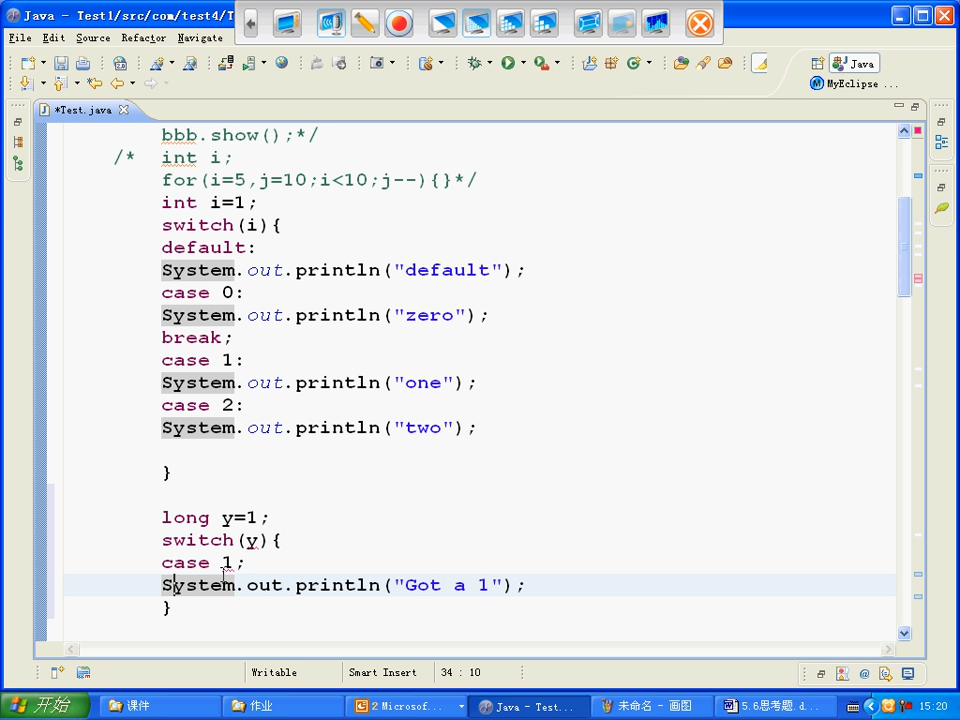 Java - Test1/src/com/test4/T
File Edit Source Refactor Navigate
Java
MyEclipse ...
*Test.java
bbb.show();*/
/* int i;
for(i=5,j=10;i<10;j--){}*/
int i=1;
switch(i){
default:
System.out.println("default");
case 0:
System.out.println("zero");
break;
case 1:
System.out.println("one");
case 2:
System.out.println("two");
}
long y=1;
switch(y){
case 1;
System.out.println("Got a 1");
}
Writable Smart Insert 34 : 10
开始 课件 作业 2 Microsof... Java - Test... 未命名 - 画图 5.6思考题.d... 15:20